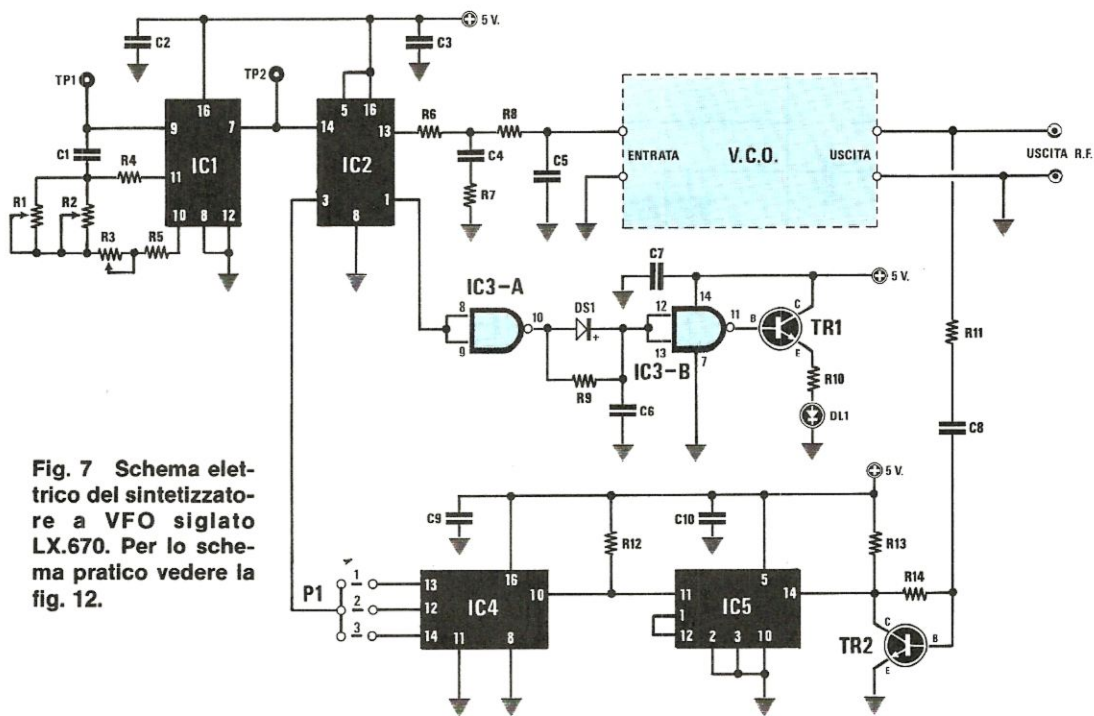 C2
C3
5 V.
TP1
TP2
16
5 16
9 7
14 13
C1
IC1
IC2
R6 R8
R4
11
C4
C5
R7
ENTRATA V.C.O. USCITA
USCITA R.F.
R1 R2
10 8 12
R3 R5
3 1
8
C7
5 V.
IC3-A
8
9
10
DS1
+
12
13
14
11
7
IC3-B
B
C
E
TR1
R9
C6
R10
DL1
R11
C8
Fig. 7 Schema elet-
trico del sintetizzato-
re a VFO siglato
LX.670. Per lo sche-
ma pratico vedere la
fig. 12.
5 V.
C9
R12
C10
R13
R14
P1
1
2
3
13
12
14
16
10
IC4
11 8
11
1
12
5
14
IC5
2 3 10
C
B
E
TR2